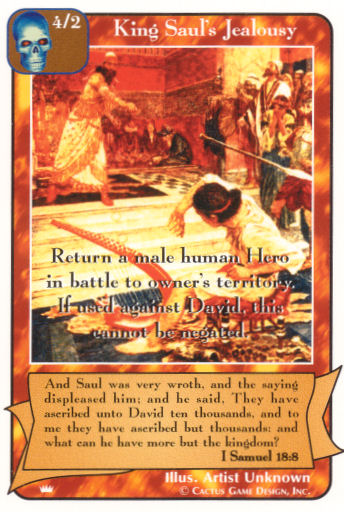 4/2
King Saul's Jealousy
Return a male human Hero
in battle to owner's territory.
If used against David, this
cannot be negated.
And Saul was very wroth, and the saying
displeased him; and he said, They have
ascribed unto David ten thousands, and to
me they have ascribed but thousands: and
what can he have more but the kingdom?
I Samuel 18:8
Illus. Artist Unknown
© Cactus Game Design, Inc.